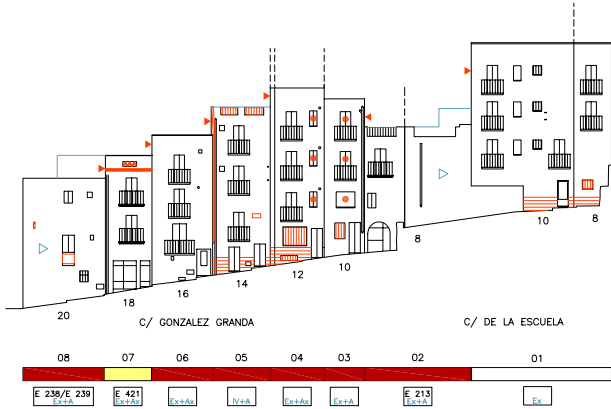 8
10
8
10
12
14
16
18
20
C/ GONZALEZ GRANDA
C/ DE LA ESCUELA
08 07 06 05 04 03 02 01
E 238/E 239 E 421 E 213
Ex+A Ex+Ax Ex+Ax IV+A Ex+Ax Ex+A Ex+A Ex